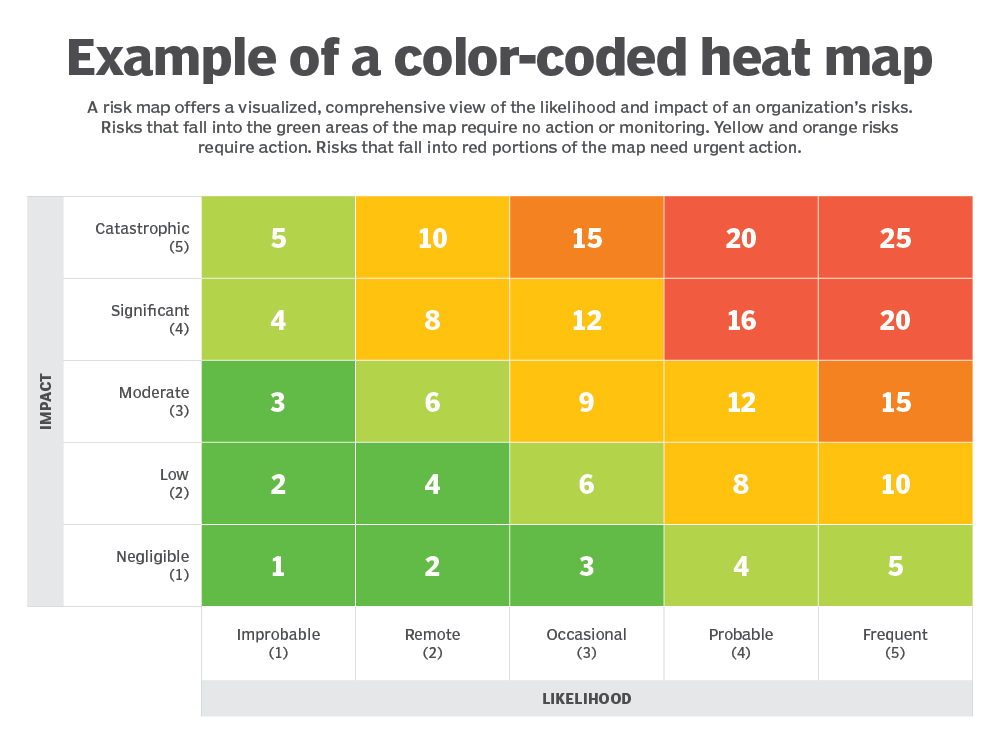 Example of a color-coded heat map
A risk map offers a visualized, comprehensive view of the likelihood and impact of an organization's risks.
Risks that fall into the green areas of the map require no action or monitoring. Yellow and orange risks
require action. Risks that fall into red portions of the map need urgent action.
IMPACT
Catastrophic
(5)
5 10 15 20 25
Significant
(4)
4 8 12 16 20
Moderate
(3)
3 6 9 12 15
Low
(2)
2 4 6 8 10
Negligible
(1)
1 2 3 4 5
Improbable Remote Occasional Probable Frequent
(1) (2) (3) (4) (5)
LIKELIHOOD